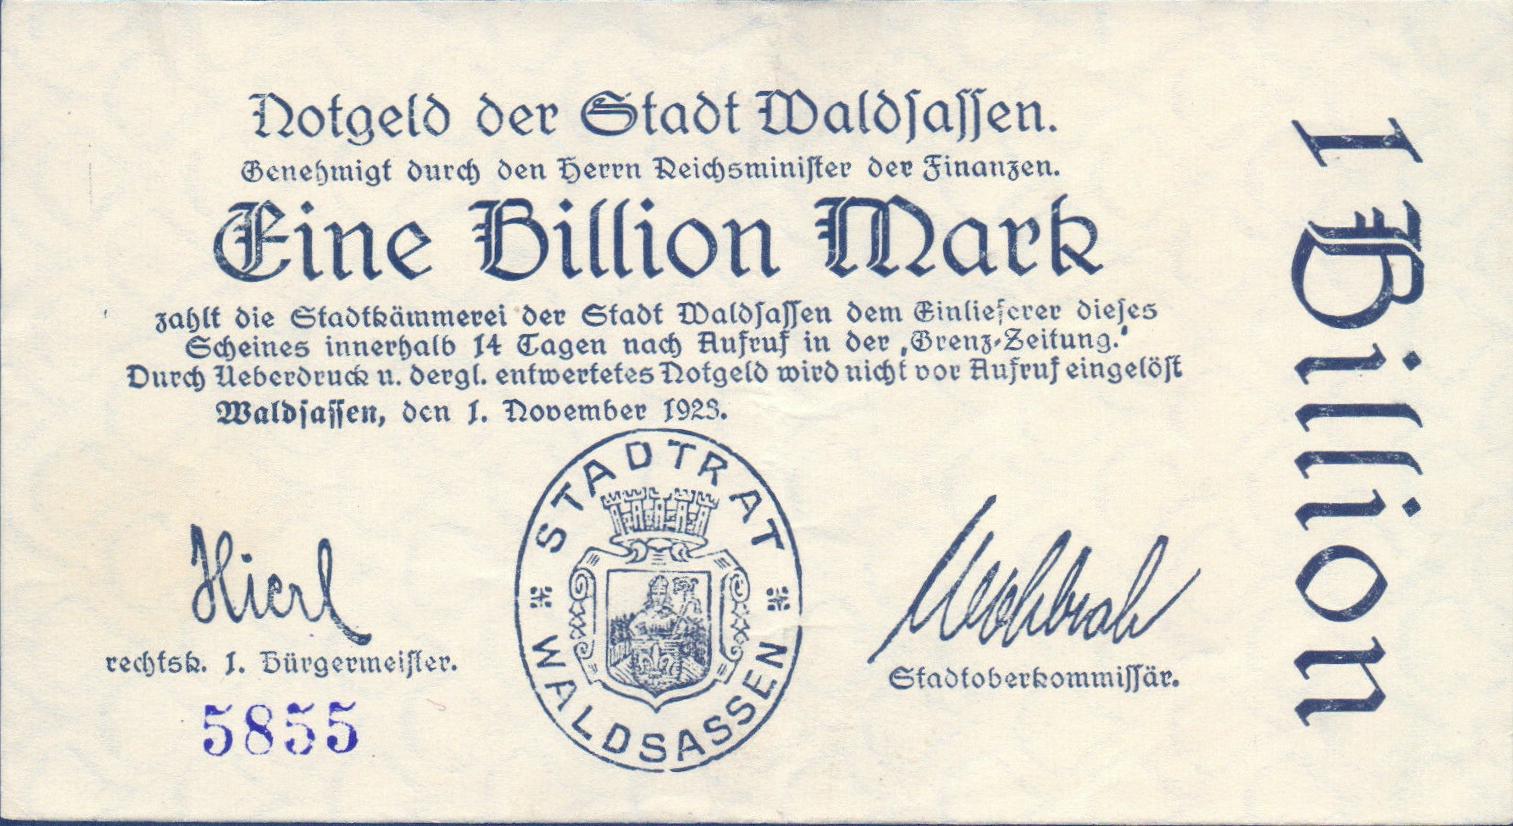 Notgeld der Stadt Waldſaſſen.
Genehmigt durch den Herrn Reichsminiſter der Finanzen.
Eine Billion Mark
zahlt die Stadtkämmerei der Stadt Waldſaſſen dem Einlieferer dieſes
Scheines innerhalb 14 Tagen nach Aufruf in der „Grenz-Zeitung.“
Durch Ueberdruck u. dergl. entwertetes Notgeld wird nicht vor Aufruf eingelöſt
Waldſaſſen, den 1. November 1923.
STADTRAT
WALDSASSEN
Hierl
rechtsk. 1. Bürgermeiſter.
5855
Stadtoberkommiſſär.
1 Billion